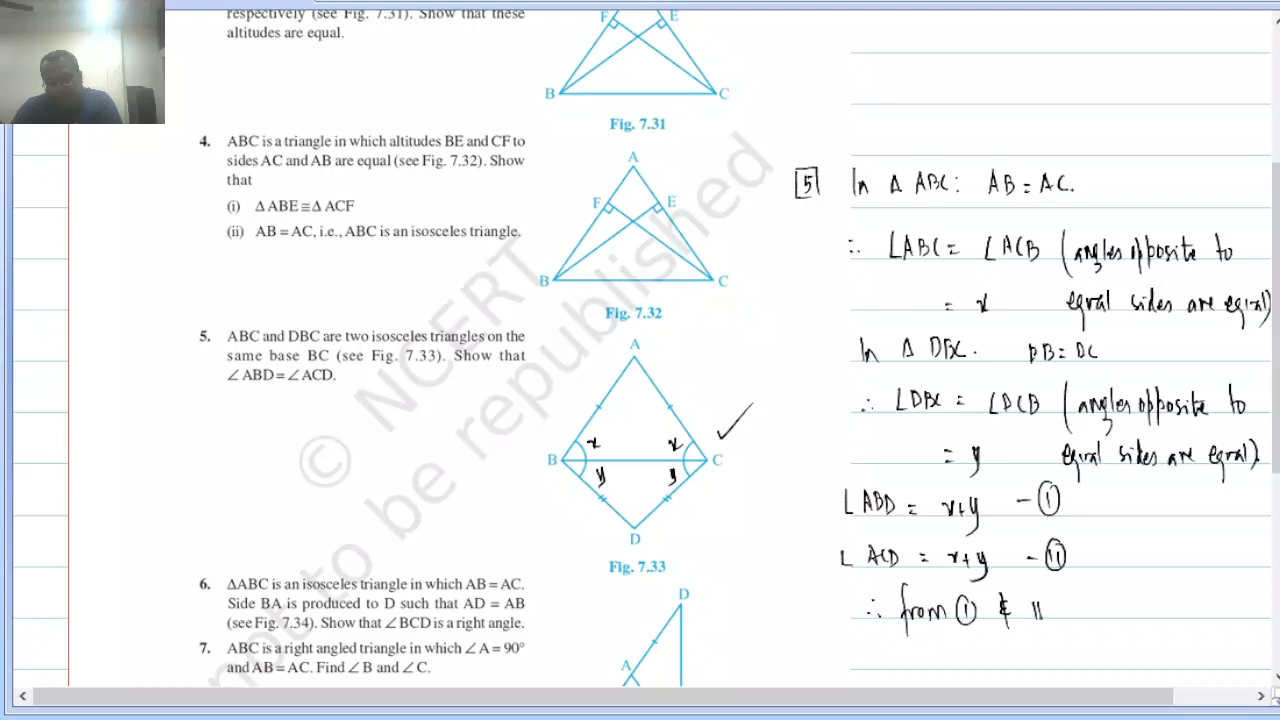 respectively (see Fig. 7.31). Show that these
altitudes are equal.
F E
B C
Fig. 7.31
4. ABC is a triangle in which altitudes BE and CF to
sides AC and AB are equal (see Fig. 7.32). Show
that
(i) ΔABE ≅ ΔACF
(ii) AB = AC, i.e., ABC is an isosceles triangle.
A
F E
B C
Fig. 7.32
5. ABC and DBC are two isosceles triangles on the
same base BC (see Fig. 7.33). Show that
∠ABD = ∠ACD.
A
x x
B C
y y
D
Fig. 7.33
6. ΔABC is an isosceles triangle in which AB = AC.
Side BA is produced to D such that AD = AB
(see Fig. 7.34). Show that ∠BCD is a right angle.
7. ABC is a right angled triangle in which ∠A = 90°
and AB = AC. Find ∠B and ∠C.
D
A
© NCERT
not to be republished
5 In Δ ABC: AB = AC.
∴ ∠ABC = ∠ACB (angles opposite to
= x equal sides are equal)
In Δ DBC. DB = DC
∴ ∠DBC = ∠DCB (angles opposite to
= y equal sides are equal).
∠ABD = x+y - ①
∠ACD = x+y - ⑪
∴ from ① & ll